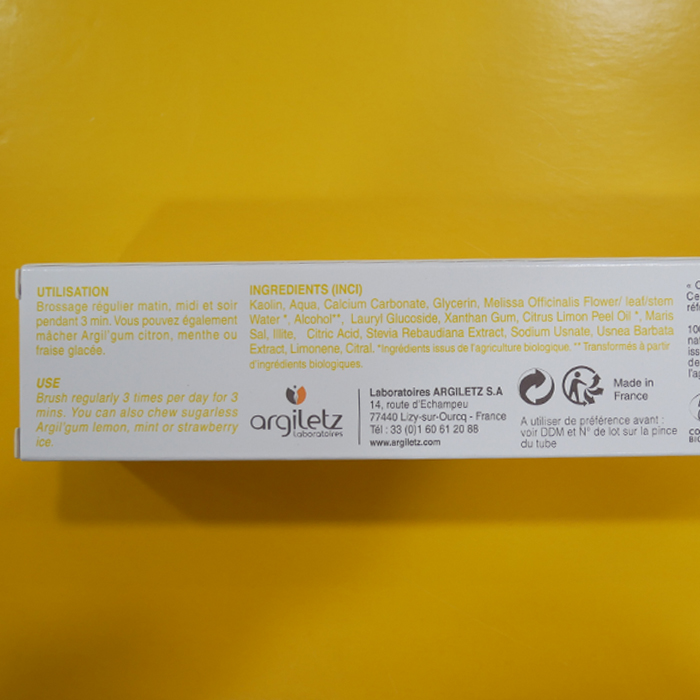 UTILISATION
Brossage régulier matin, midi et soir
pendant 3 min. Vous pouvez également
mâcher Argil'gum citron, menthe ou
fraise glacée.
USE
Brush regularly 3 times per day for 3
mins. You can also chew sugarless
Argil'gum lemon, mint or strawberry
ice.
INGREDIENTS (INCI)
Kaolin, Aqua, Calcium Carbonate, Glycerin, Melissa Officinalis Flower/ leaf/stem
Water *, Alcohol**, Lauryl Glucoside, Xanthan Gum, Citrus Limon Peel Oil *, Maris
Sal, Illite, Citric Acid, Stevia Rebaudiana Extract, Sodium Usnate, Usnea Barbata
Extract, Limonene, Citral. *Ingrédients issus de l'agriculture biologique. ** Transformés à partir
d'ingrédients biologiques.
argiletz
Laboratoires
Laboratoires ARGILETZ S.A
14, route d'Echampeu
77440 Lizy-sur-Ourcq - France
Tél : 33 (0)1 60 61 20 88
www.argiletz.com
Made in
France
A utiliser de préférence avant :
voir DDM et N° de lot sur la pince
du tube